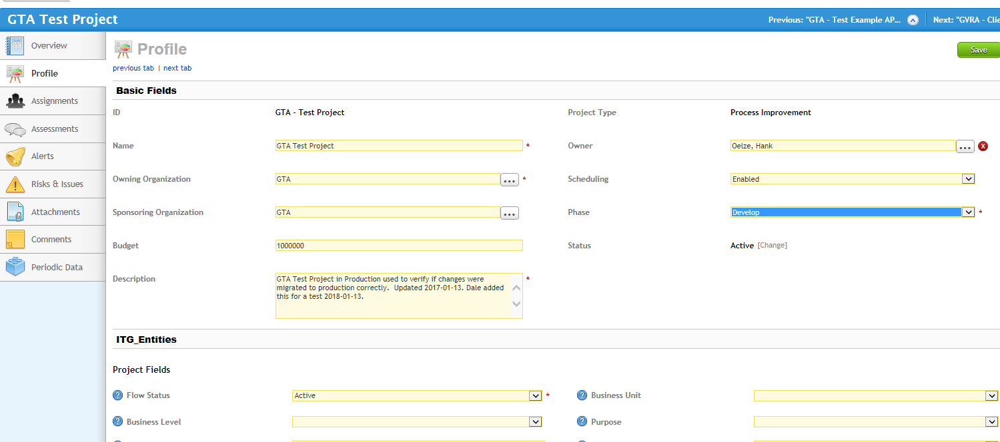 GTA Test Project
Previous: "GTA - Test Example AP...
Next: "GVRA - Clie
Overview
Profile
Assignments
Assessments
Alerts
Risks & Issues
Attachments
Comments
Periodic Data
Profile
Save
previous tab | next tab
Basic Fields
ID GTA - Test Project Project Type Process Improvement
Name GTA Test Project * Owner Oelze, Hank ... X
Owning Organization GTA ... * Scheduling Enabled
Sponsoring Organization GTA ... Phase Develop *
Budget 1000000 Status Active [Change]
Description GTA Test Project in Production used to verify if changes were *
migrated to production correctly.  Updated 2017-01-13. Dale added
this for a test 2018-01-13.
ITG_Entities
Project Fields
? Flow Status Active * ? Business Unit
? Business Level ? Purpose